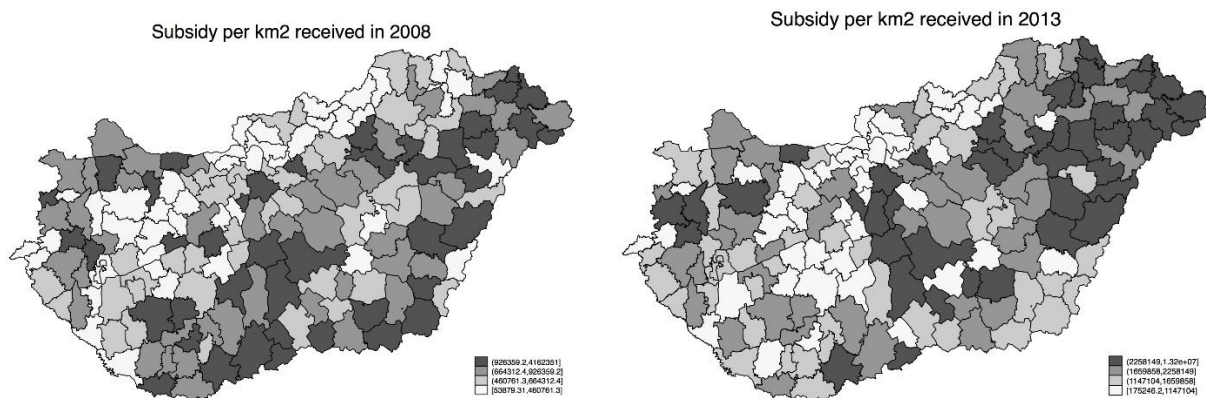 Subsidy per km2 received in 2008
(926359.2,4162351]
(664312.4,926359.2]
(460761.3,664312.4]
[53879.31,460761.3]
Subsidy per km2 received in 2013
(2258149,1.32e+07]
(1659858,2258149]
(1147104,1659858]
[175246.2,1147104]